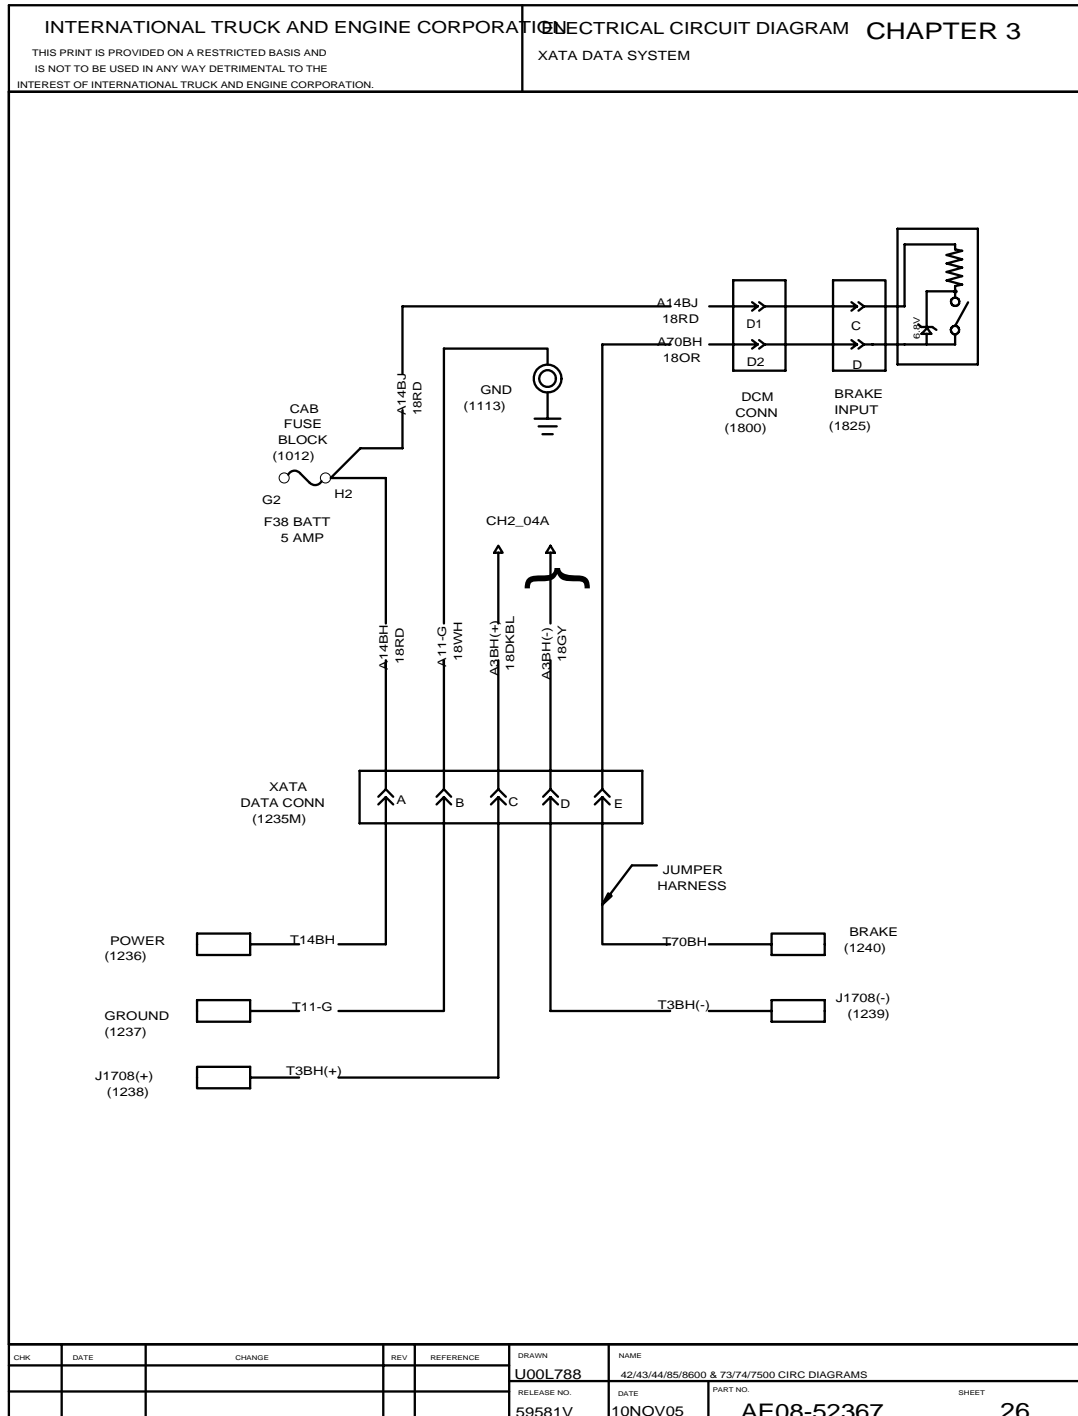 INTERNATIONAL TRUCK AND ENGINE CORPORATION
THIS PRINT IS PROVIDED ON A RESTRICTED BASIS AND
IS NOT TO BE USED IN ANY WAY DETRIMENTAL TO THE
INTEREST OF INTERNATIONAL TRUCK AND ENGINE CORPORATION.
ELECTRICAL CIRCUIT DIAGRAM
CHAPTER 3
XATA DATA SYSTEM
A14BJ
18RD
A70BH
18OR
D1
D2
C
D
6.8V
DCM
CONN
(1800)
BRAKE
INPUT
(1825)
A14BJ
18RD
GND
(1113)
CAB
FUSE
BLOCK
(1012)
G2
H2
F38 BATT
5 AMP
CH2_04A
A14BH
18RD
A11-G
18WH
A3BH(+)
18DKBL
A3BH(-)
18GY
XATA
DATA CONN
(1235M)
A
B
C
D
E
JUMPER
HARNESS
POWER
(1236)
T14BH
T70BH
BRAKE
(1240)
GROUND
(1237)
T11-G
T3BH(-)
J1708(-)
(1239)
J1708(+)
(1238)
T3BH(+)
CHK
DATE
CHANGE
REV
REFERENCE
DRAWN
U00L788
NAME
42/43/44/85/8600 & 73/74/7500 CIRC DIAGRAMS
RELEASE NO.
59581V
DATE
10NOV05
PART NO.
AE08-52367
SHEET
26